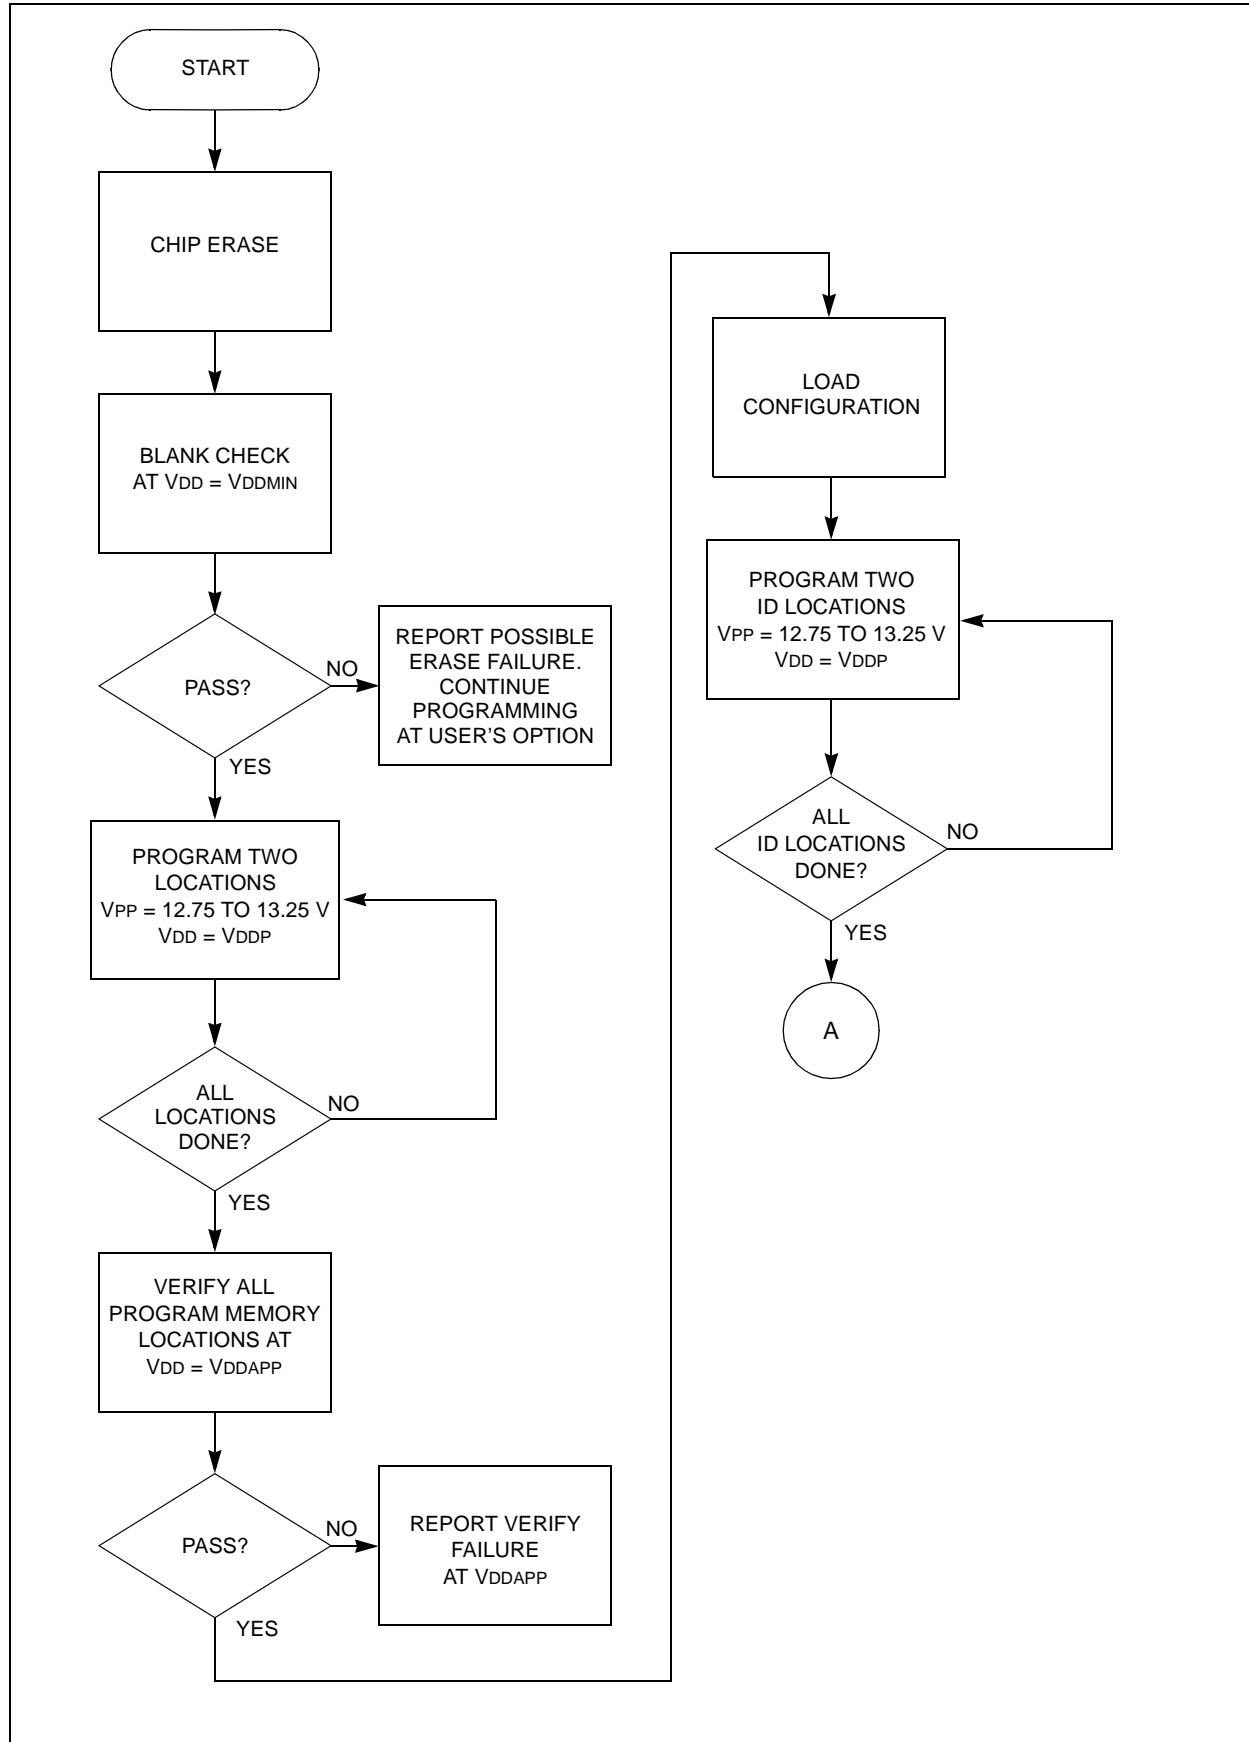 START
CHIP ERASE
BLANK CHECK
AT VDD = VDDMIN
PASS?
NO
REPORT POSSIBLE
ERASE FAILURE.
CONTINUE
PROGRAMMING
AT USER'S OPTION
YES
PROGRAM TWO
LOCATIONS
VPP = 12.75 TO 13.25 V
VDD = VDDP
ALL
LOCATIONS
DONE?
NO
YES
VERIFY ALL
PROGRAM MEMORY
LOCATIONS AT
VDD = VDDAPP
PASS?
NO
REPORT VERIFY
FAILURE
AT VDDAPP
YES
LOAD
CONFIGURATION
PROGRAM TWO
ID LOCATIONS
VPP = 12.75 TO 13.25 V
VDD = VDDP
ALL
ID LOCATIONS
DONE?
NO
YES
A